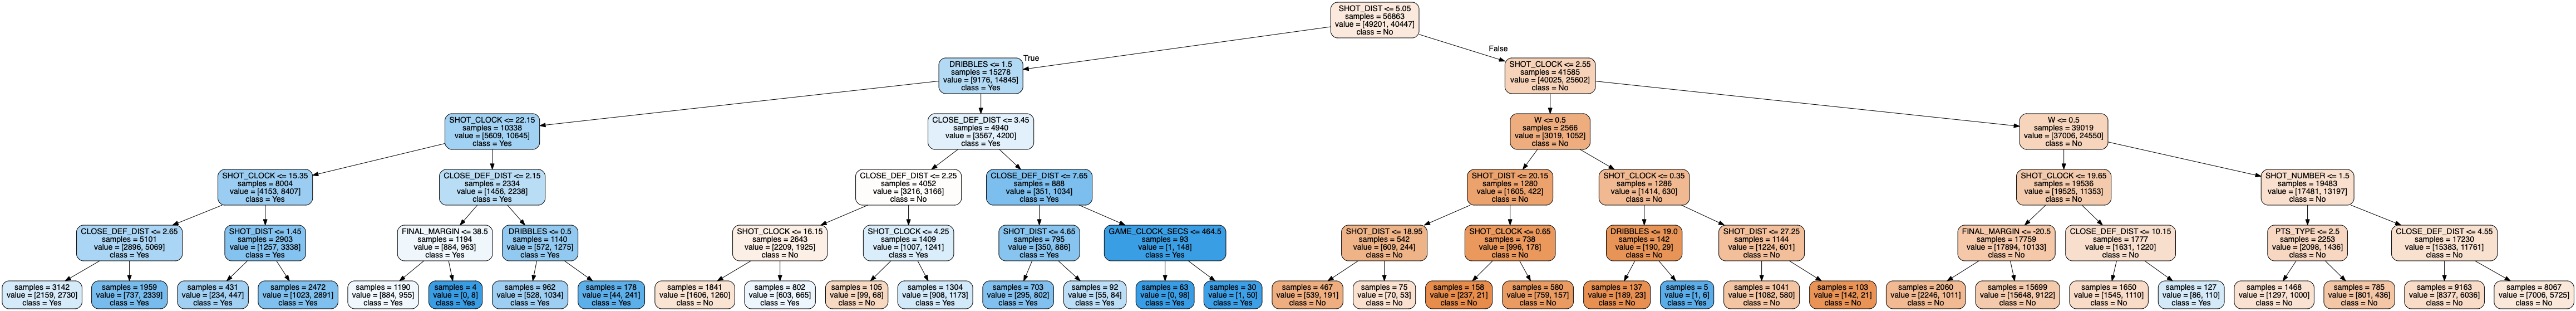 SHOT_DIST <= 5.05
samples = 56863
value = [49201, 40447]
class = No
True
False
DRIBBLES <= 1.5
samples = 15278
value = [9176, 14845]
class = Yes
SHOT_CLOCK <= 2.55
samples = 41585
value = [40025, 25602]
class = No
SHOT_CLOCK <= 22.15
samples = 10338
value = [5609, 10645]
class = Yes
CLOSE_DEF_DIST <= 3.45
samples = 4940
value = [3567, 4200]
class = Yes
W <= 0.5
samples = 2566
value = [3019, 1052]
class = No
W <= 0.5
samples = 39019
value = [37006, 24550]
class = No
SHOT_CLOCK <= 15.35
samples = 8004
value = [4153, 8407]
class = Yes
CLOSE_DEF_DIST <= 2.15
samples = 2334
value = [1456, 2238]
class = Yes
CLOSE_DEF_DIST <= 2.25
samples = 4052
value = [3216, 3166]
class = No
CLOSE_DEF_DIST <= 7.65
samples = 888
value = [351, 1034]
class = Yes
SHOT_DIST <= 20.15
samples = 1280
value = [1605, 422]
class = No
SHOT_CLOCK <= 0.35
samples = 1286
value = [1414, 630]
class = No
SHOT_CLOCK <= 19.65
samples = 19536
value = [19525, 11353]
class = No
SHOT_NUMBER <= 1.5
samples = 19483
value = [17481, 13197]
class = No
CLOSE_DEF_DIST <= 2.65
samples = 5101
value = [2896, 5069]
class = Yes
SHOT_DIST <= 1.45
samples = 2903
value = [1257, 3338]
class = Yes
FINAL_MARGIN <= 38.5
samples = 1194
value = [884, 963]
class = Yes
DRIBBLES <= 0.5
samples = 1140
value = [572, 1275]
class = Yes
SHOT_CLOCK <= 16.15
samples = 2643
value = [2209, 1925]
class = No
SHOT_CLOCK <= 4.25
samples = 1409
value = [1007, 1241]
class = Yes
SHOT_DIST <= 4.65
samples = 795
value = [350, 886]
class = Yes
GAME_CLOCK_SECS <= 464.5
samples = 93
value = [1, 148]
class = Yes
SHOT_DIST <= 18.95
samples = 542
value = [609, 244]
class = No
SHOT_CLOCK <= 0.65
samples = 738
value = [996, 178]
class = No
DRIBBLES <= 19.0
samples = 142
value = [190, 29]
class = No
SHOT_DIST <= 27.25
samples = 1144
value = [1224, 601]
class = No
FINAL_MARGIN <= -20.5
samples = 17759
value = [17894, 10133]
class = No
CLOSE_DEF_DIST <= 10.15
samples = 1777
value = [1631, 1220]
class = No
PTS_TYPE <= 2.5
samples = 2253
value = [2098, 1436]
class = No
CLOSE_DEF_DIST <= 4.55
samples = 17230
value = [15383, 11761]
class = No
samples = 3142
value = [2159, 2730]
class = Yes
samples = 1959
value = [737, 2339]
class = Yes
samples = 431
value = [234, 447]
class = Yes
samples = 2472
value = [1023, 2891]
class = Yes
samples = 1190
value = [884, 955]
class = Yes
samples = 4
value = [0, 8]
class = Yes
samples = 962
value = [528, 1034]
class = Yes
samples = 178
value = [44, 241]
class = Yes
samples = 1841
value = [1606, 1260]
class = No
samples = 802
value = [603, 665]
class = Yes
samples = 105
value = [99, 68]
class = No
samples = 1304
value = [908, 1173]
class = Yes
samples = 703
value = [295, 802]
class = Yes
samples = 92
value = [55, 84]
class = Yes
samples = 63
value = [0, 98]
class = Yes
samples = 30
value = [1, 50]
class = Yes
samples = 467
value = [539, 191]
class = No
samples = 75
value = [70, 53]
class = No
samples = 158
value = [237, 21]
class = No
samples = 580
value = [759, 157]
class = No
samples = 137
value = [189, 23]
class = No
samples = 5
value = [1, 6]
class = Yes
samples = 1041
value = [1082, 580]
class = No
samples = 103
value = [142, 21]
class = No
samples = 2060
value = [2246, 1011]
class = No
samples = 15699
value = [15648, 9122]
class = No
samples = 1650
value = [1545, 1110]
class = No
samples = 127
value = [86, 110]
class = Yes
samples = 1468
value = [1297, 1000]
class = No
samples = 785
value = [801, 436]
class = No
samples = 9163
value = [8377, 6036]
class = No
samples = 8067
value = [7006, 5725]
class = No